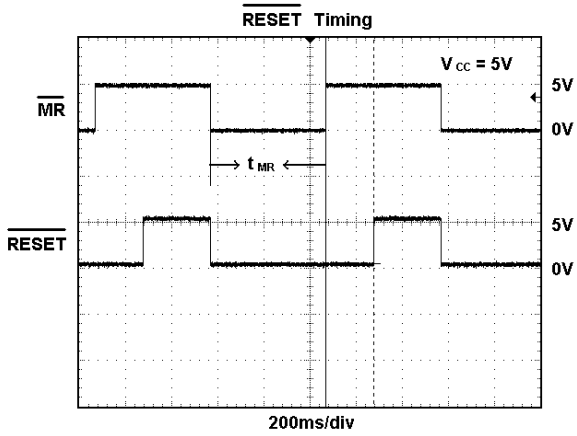 RESET Timing
V CC = 5V
5V
MR
0V
t MR
5V
RESET
0V
200ms/div